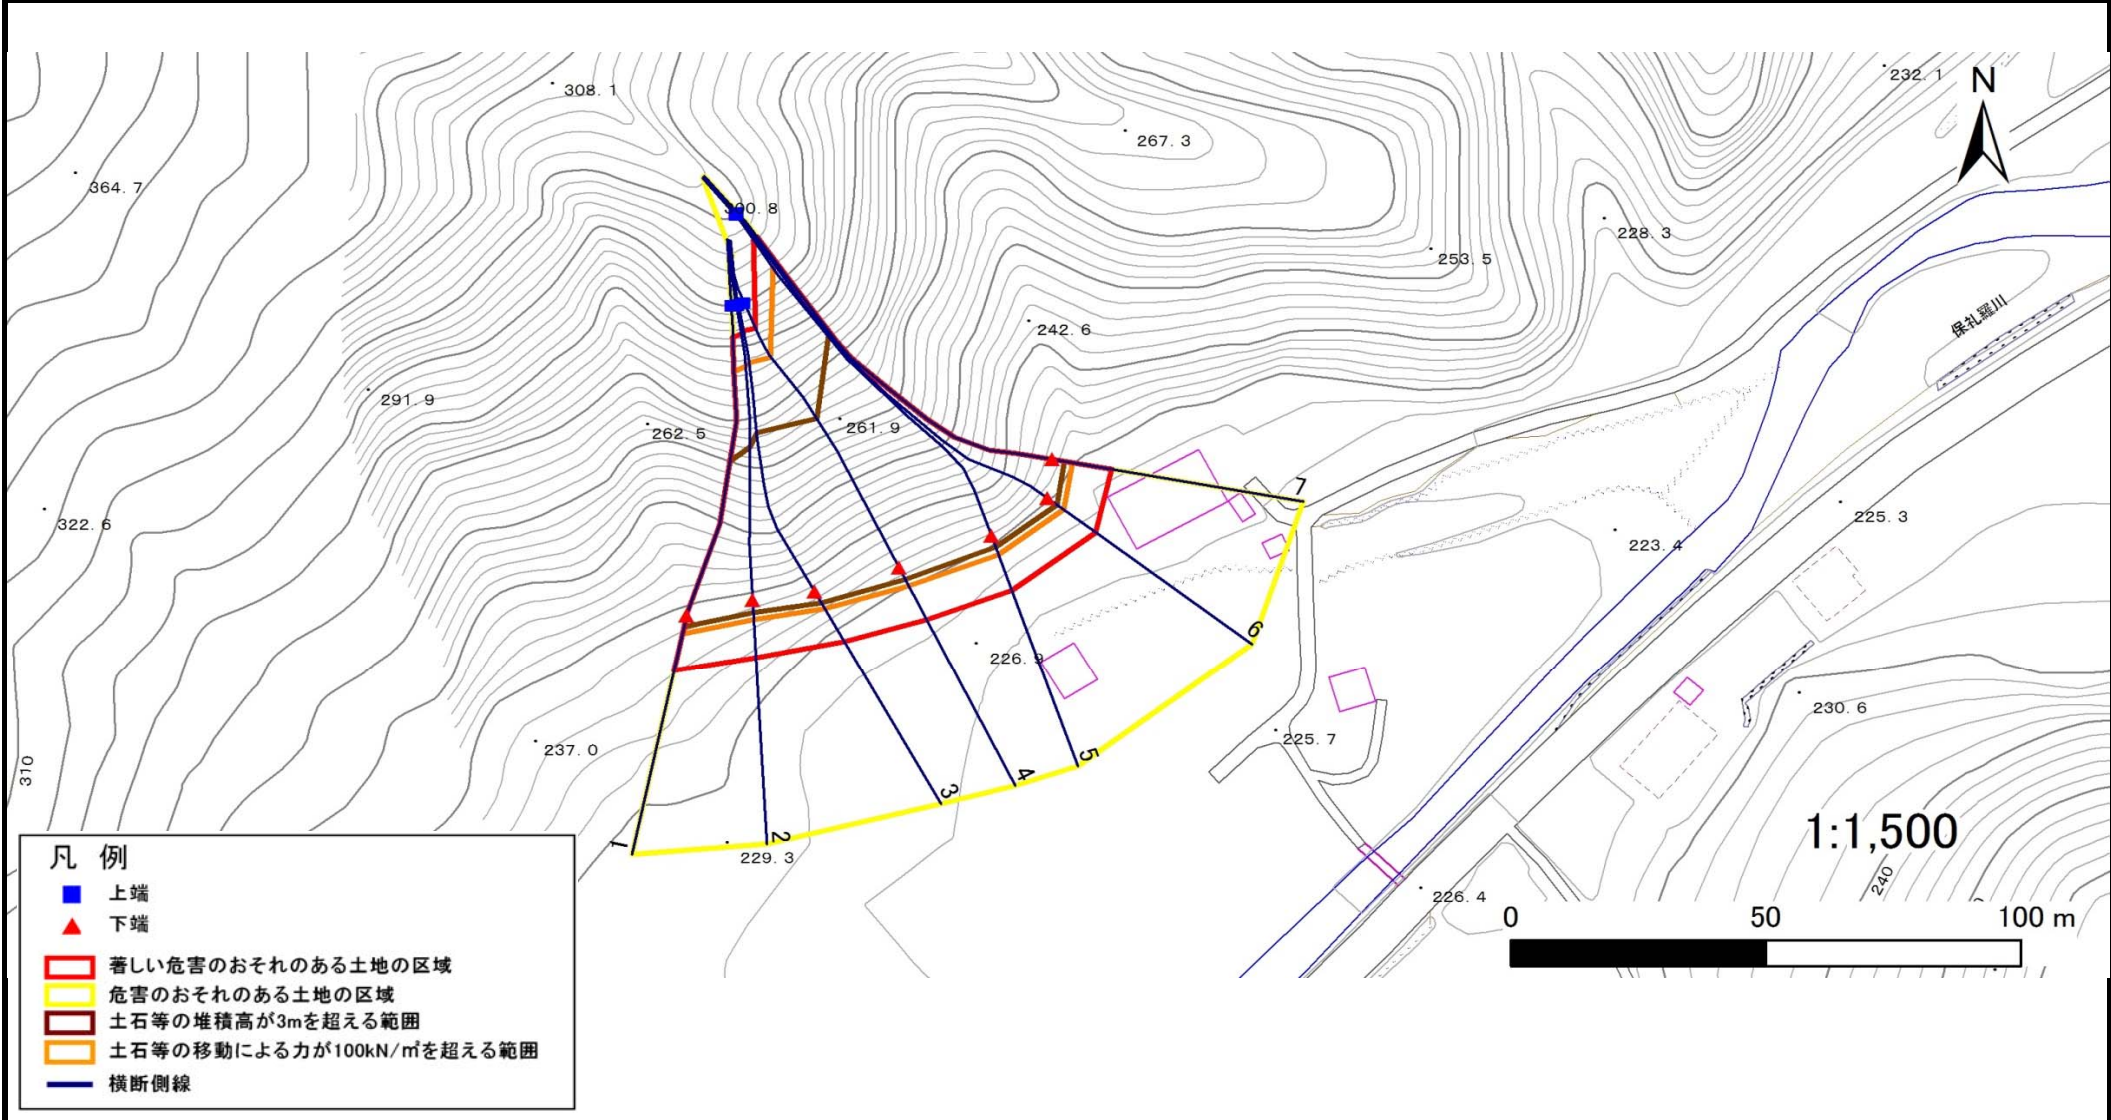 232. 1
N
308. 1
267. 3
364. 7
228. 3
253. 5
保礼羅川
242. 6
291. 9
261. 9
262. 5
7
322. 6
225. 3
223. 4
6
226. 9
230. 6
225. 7
237. 0
310
5
4
3
2
1
229. 3
1:1,500
240
226. 4
0 50 100 m
凡 例
上端
下端
著しい危害のおそれのある土地の区域
危害のおそれのある土地の区域
土石等の堆積高が3mを超える範囲
土石等の移動による力が100kN/㎡を超える範囲
横断側線